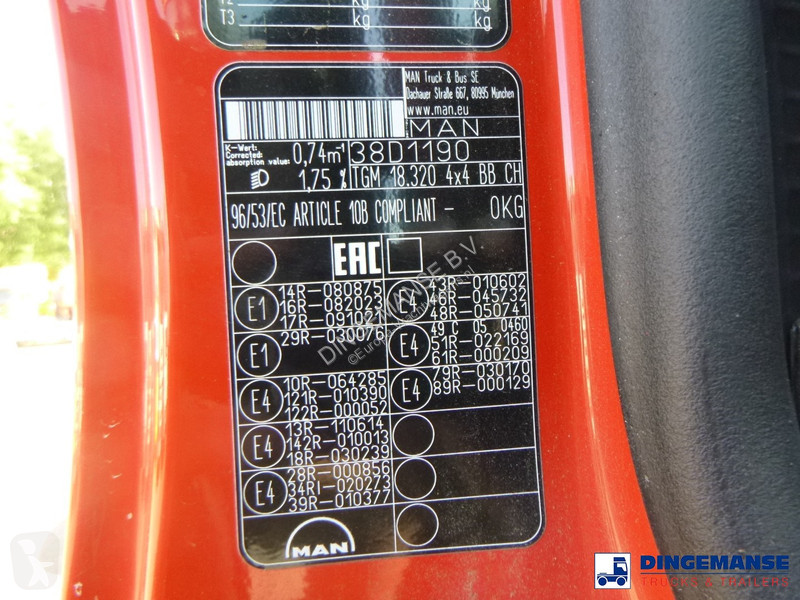 T2 kg kg
T3 kg kg
MAN Truck & Bus SE
Dachauer Straße 667, 80995 München
www.man.eu
MAN
K-Wert:
Corrected
absorption value: 0,74m⁻¹
38D1190
1,75 %
TGM 18.320 4x4 BB CH
96/53/EC ARTICLE 10B COMPLIANT – 0KG
EAC
E1
14R–080875
16R–082023
E1
29R–030076
E4
10R–064285
121R–010390
122R–000052
E4
13R–110614
142R–010013
18R–030239
E4
28R–000856
34RI–020273
39R–010377
E4
43R–010602
46R–045732
48R–050741
E4
49 C 05 0460
51R–022169
61R–000209
E4
79R–030170
89R–000129
MAN
DINGEMANSE B.V.
DINGEMANSE
TRUCKS & TRAILERS